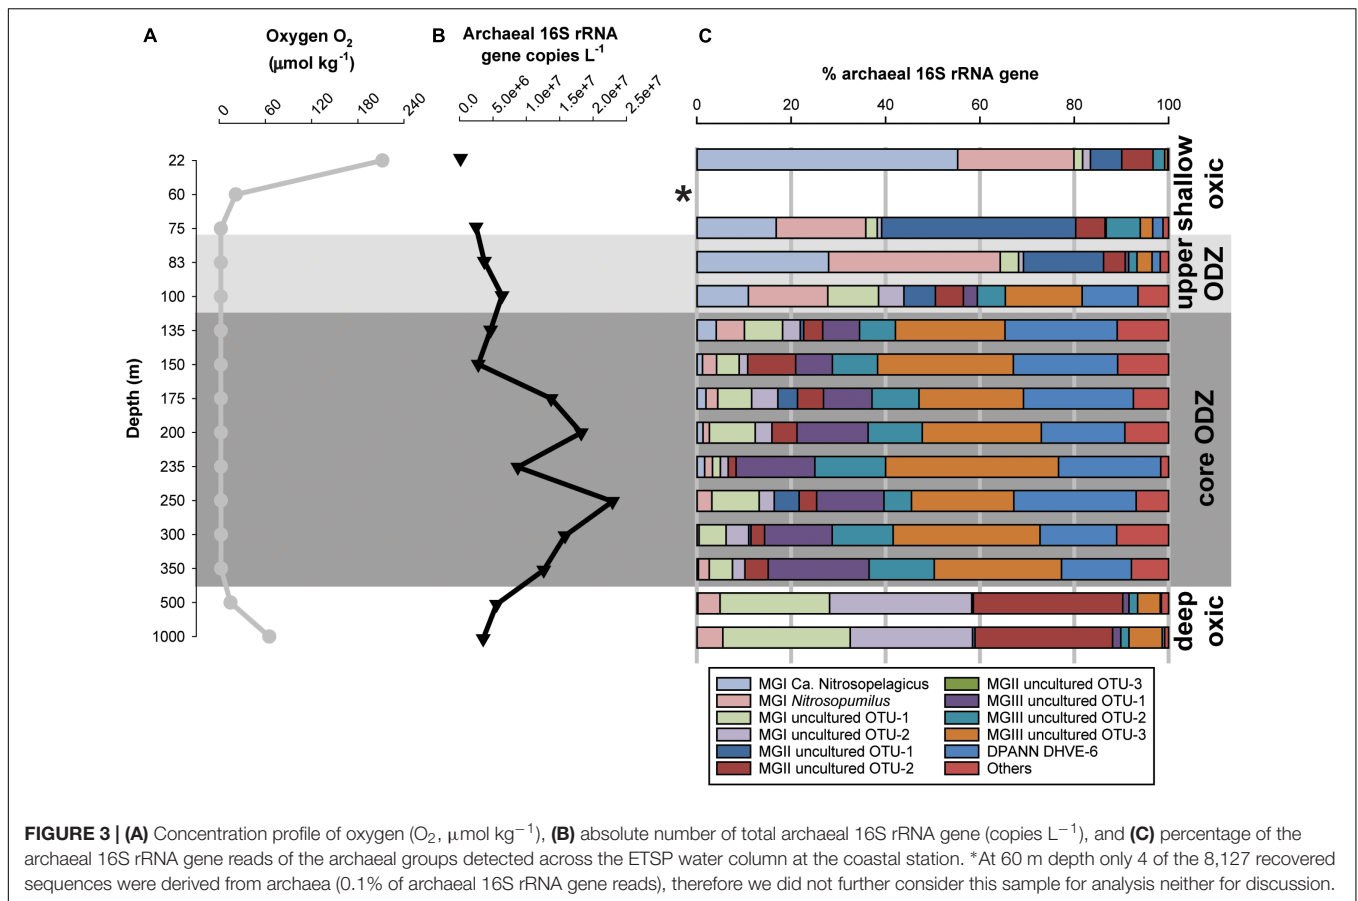 A
Oxygen O2
(µmol kg-1)
0
60
120
180
240
B
Archaeal 16S rRNA
gene copies L-1
0.0
5.0e+6
1.0e+7
1.5e+7
2.0e+7
2.5e+7
C
% archaeal 16S rRNA gene
0 20 40 60 80 100
Depth (m)
22
60
75
83
100
135
150
175
200
235
250
300
350
500
1000
*
shallow
oxic
upper
ODZ
core ODZ
deep
oxic
MGI Ca. Nitrosopelagicus
MGI Nitrosopumilus
MGI uncultured OTU-1
MGI uncultured OTU-2
MGII uncultured OTU-1
MGII uncultured OTU-2
MGII uncultured OTU-3
MGIII uncultured OTU-1
MGIII uncultured OTU-2
MGIII uncultured OTU-3
DPANN DHVE-6
Others
FIGURE 3 | (A) Concentration profile of oxygen (O2, µmol kg−1), (B) absolute number of total archaeal 16S rRNA gene (copies L−1), and (C) percentage of the
archaeal 16S rRNA gene reads of the archaeal groups detected across the ETSP water column at the coastal station. *At 60 m depth only 4 of the 8,127 recovered
sequences were derived from archaea (0.1% of archaeal 16S rRNA gene reads), therefore we did not further consider this sample for analysis neither for discussion.